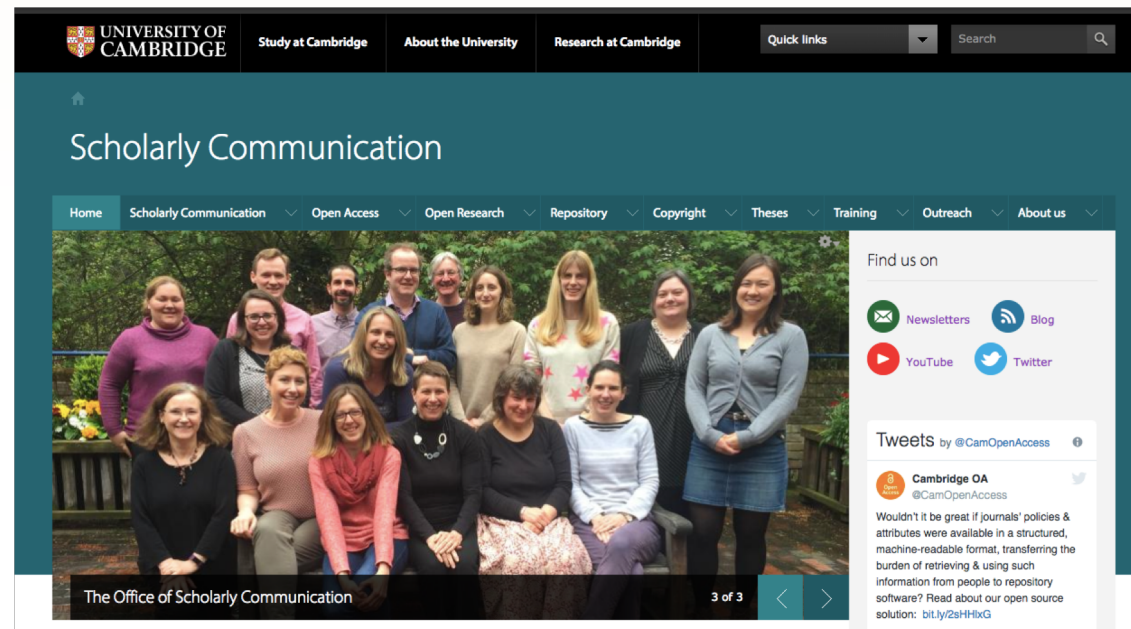 UNIVERSITY OF
CAMBRIDGE
Study at Cambridge
About the University
Research at Cambridge
Quick links
Search
Scholarly Communication
Home
Scholarly Communication
Open Access
Open Research
Repository
Copyright
Theses
Training
Outreach
About us
The Office of Scholarly Communication
3 of 3
Find us on
Newsletters
Blog
YouTube
Twitter
Tweets by @CamOpenAccess
Open
Access
Cambridge OA
@CamOpenAccess
Wouldn't it be great if journals' policies &
attributes were available in a structured,
machine-readable format, transferring the
burden of retrieving & using such
information from people to repository
software? Read about our open source
solution: bit.ly/2sHHlxG